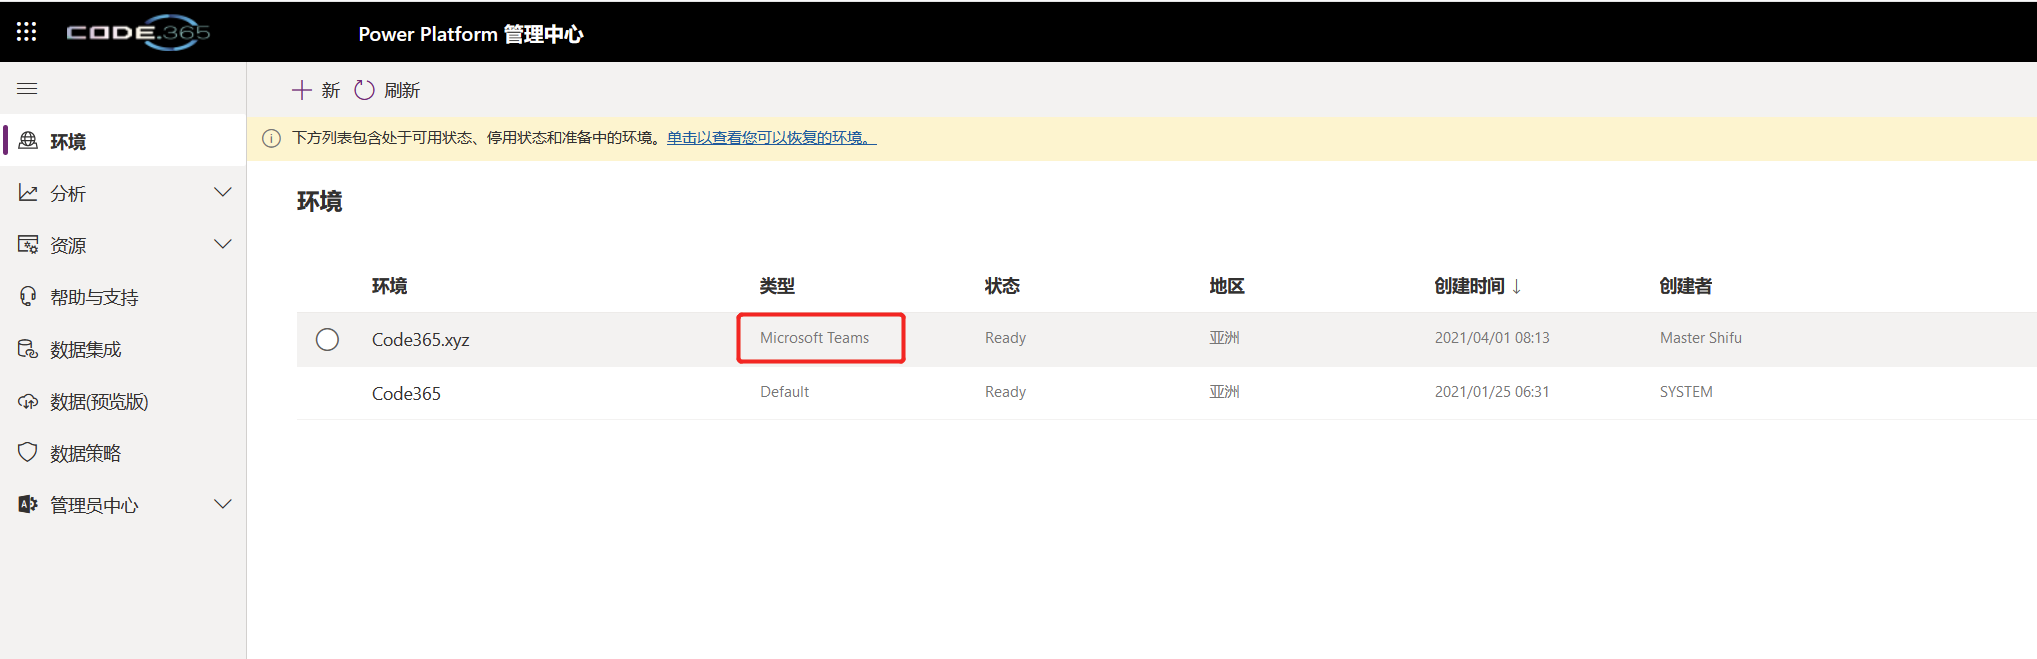 CODE.365
Power Platform 管理中心
新 刷新
下方列表包含处于可用状态、停用状态和准备中的环境。单击以查看您可以恢复的环境。
环境
分析
资源
帮助与支持
数据集成
数据(预览版)
数据策略
管理员中心
环境
环境 类型 状态 地区 创建时间↓ 创建者
Code365.xyz Microsoft Teams Ready 亚洲 2021/04/01 08:13 Master Shifu
Code365 Default Ready 亚洲 2021/01/25 06:31 SYSTEM